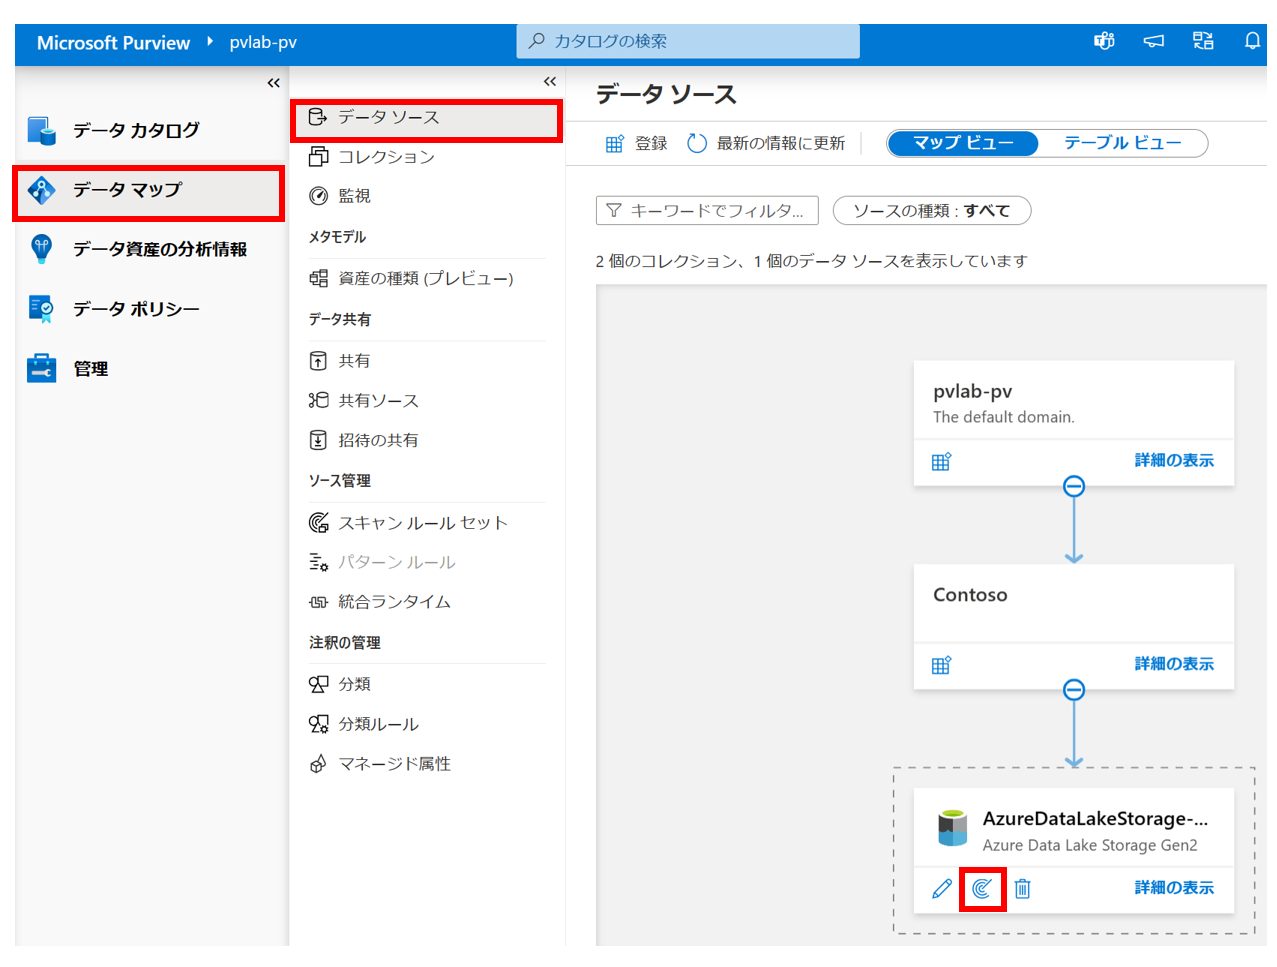 Microsoft Purview
pvlab-pv
カタログの検索
データ カタログ
データ マップ
データ資産の分析情報
データ ポリシー
管理
データ ソース
コレクション
監視
メタモデル
資産の種類 (プレビュー)
データ共有
共有
共有ソース
招待の共有
ソース管理
スキャン ルール セット
パターン ルール
統合ランタイム
注釈の管理
分類
分類ルール
マネージド属性
データ ソース
登録
最新の情報に更新
マップ ビュー
テーブル ビュー
キーワードでフィルタ...
ソースの種類 : すべて
2 個のコレクション、1 個のデータ ソースを表示しています
pvlab-pv
The default domain.
詳細の表示
Contoso
詳細の表示
AzureDataLakeStorage-...
Azure Data Lake Storage Gen2
詳細の表示